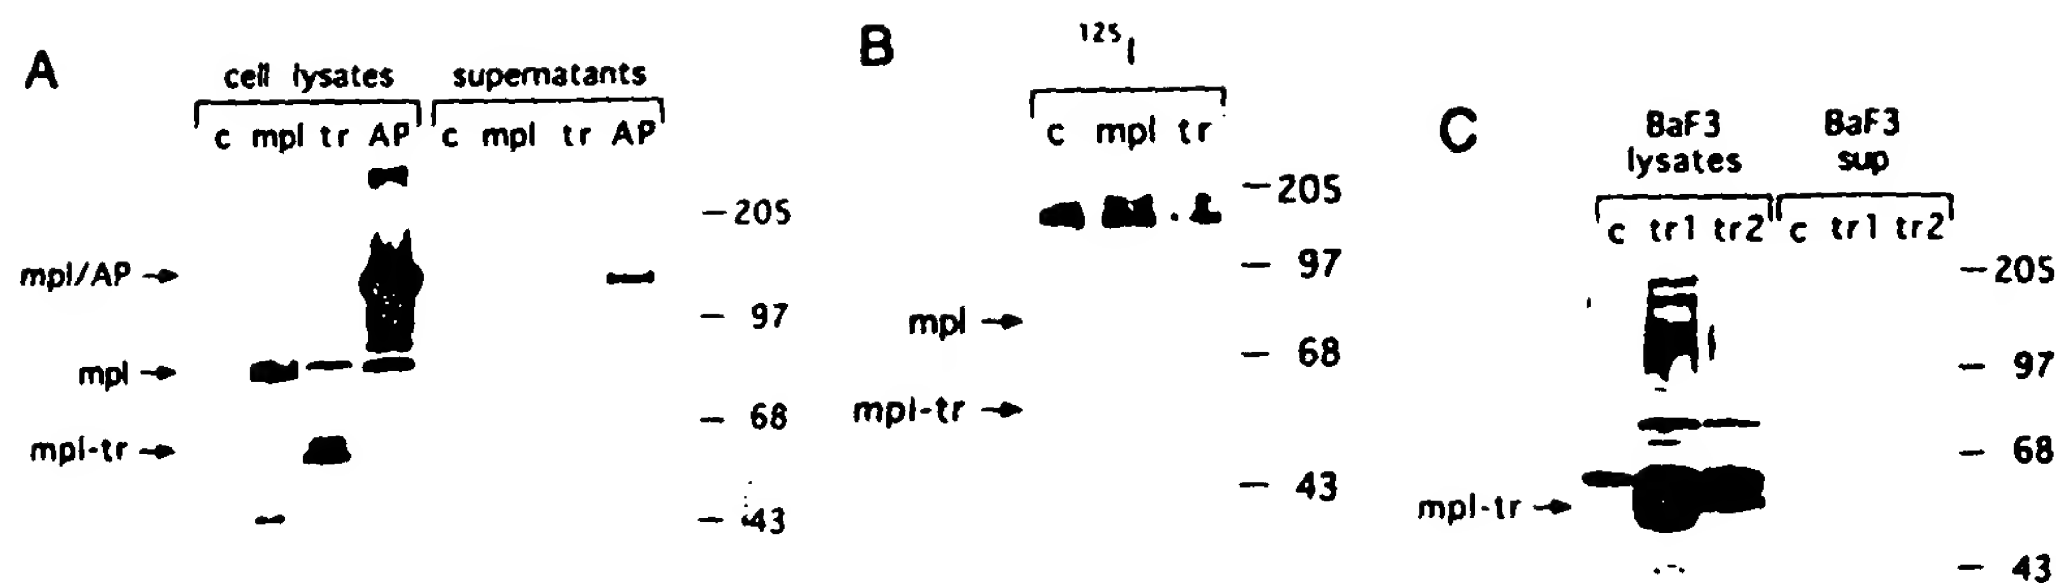 A
cell lysates supernatants
c mpl tr AP c mpl tr AP
205
mpl/AP
97
mpl
68
mpl-tr
43
B
125I
c mpl tr
205
97
mpl
68
mpl-tr
43
C
BaF3 BaF3
lysates sup
c tr1 tr2 c tr1 tr2
205
97
68
mpl-tr
43